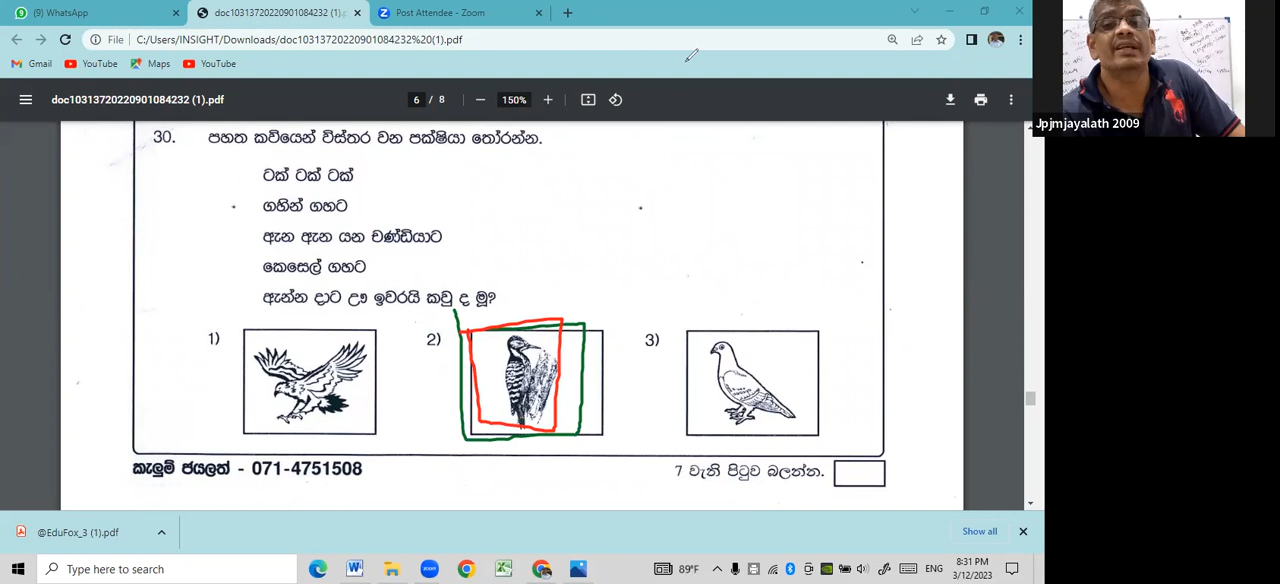 (9) WhatsApp
doc10313720220901084232 (1).p
Post Attendee - Zoom
File
C:/Users/INSIGHT/Downloads/doc10313720220901084232%20(1).pdf
Gmail
YouTube
Maps
YouTube
doc10313720220901084232 (1).pdf
6 / 8
150%
Jpjmjayalath 2009
30. පහත කවියෙන් විස්තර වන පක්ෂියා තෝරන්න.
ටක් ටක් ටක්
ගහින් ගහට
ඇන ඇන යන චණ්ඩියාට
කෙසෙල් ගහට
ඇන්න දාට ඌ ඉවරයි කවු ද මූ?
1)
2)
3)
කැලුම් ජයලත් - 071-4751508
7 වැනි පිටුව බලන්න.
@EduFox_3 (1).pdf
Show all
Type here to search
89°F
ENG
8:31 PM
3/12/2023